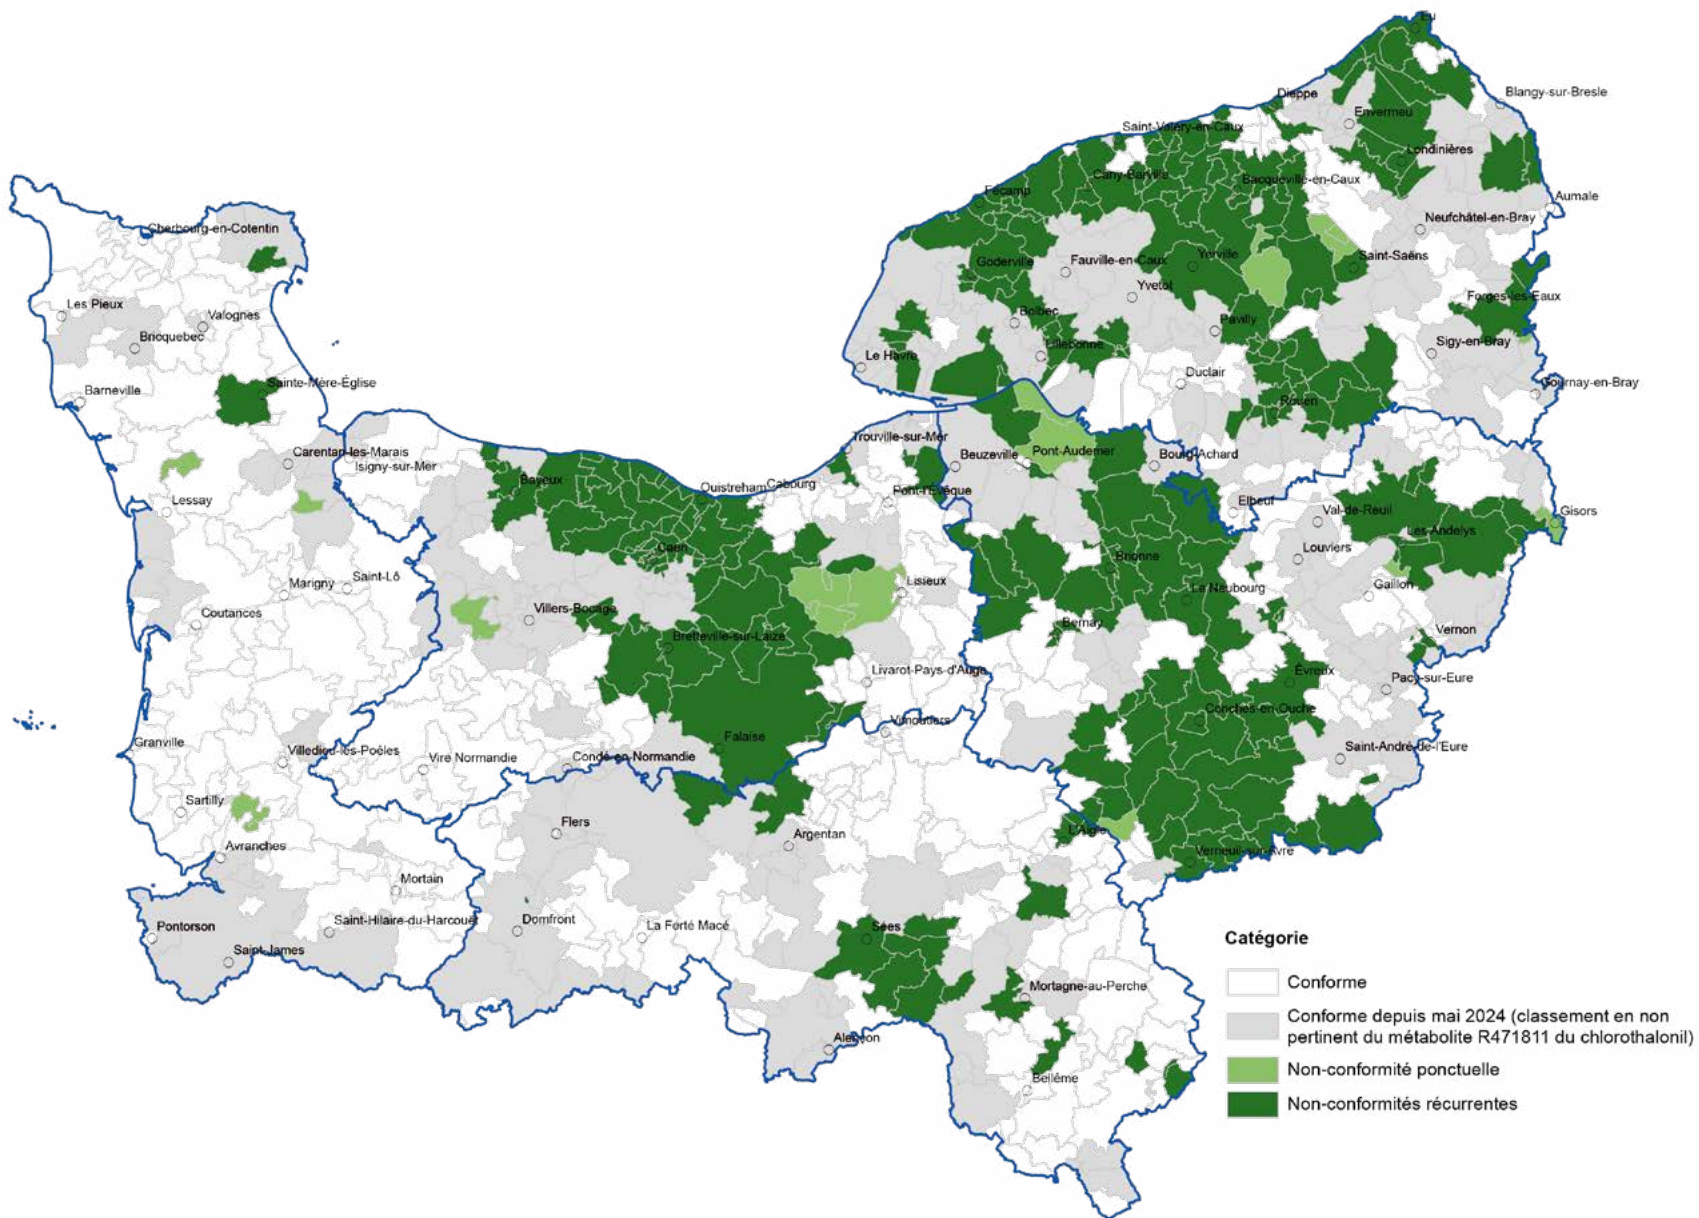 Eu
Blangy-sur-Bresle
Dieppe
Envermeu
Saint-Valéry-en-Caux
Londinières
Cany-Barville
Bacqueville-en-Caux
Fécamp
Aumale
Neufchâtel-en-Bray
Cherbourg-en-Cotentin
Goderville
Fauville-en-Caux
Yerville
Saint-Saëns
Yvetot
Les Pieux
Valognes
Forges-les-Eaux
Bolbec
Pavilly
Bricquebec
Sigy-en-Bray
Le Havre
Lillebonne
Duclair
Sainte-Mère-Église
Gournay-en-Bray
Barneville
Rouen
Trouville-sur-Mer
Carentan-les-Marais
Isigny-sur-Mer
Beuzeville
Pont-Audemer
Bourg-Achard
Bayeux
Ouistreham
Cabourg
Pont-l'Évêque
Elbeuf
Lessay
Val-de-Reuil
Gisors
Les Andelys
Caen
Brionne
Louviers
Marigny
Saint-Lô
Lisieux
Le Neubourg
Gaillon
Coutances
Villers-Bocage
Bernay
Vernon
Bretteville-sur-Laize
Livarot-Pays-d'Auge
Évreux
Pacy-sur-Eure
Conches-en-Ouche
Vimoutiers
Granville
Villedieu-les-Poêles
Falaise
Saint-André-de-l'Eure
Vire Normandie
Condé-en-Normandie
Sartilly
Flers
Argentan
L'Aigle
Avranches
Verneuil-sur-Avre
Mortain
Pontorson
Saint-Hilaire-du-Harcouët
Domfront
La Ferté Macé
Sées
Saint-James
Mortagne-au-Perche
Alençon
Bellême
Catégorie
Conforme
Conforme depuis mai 2024 (classement en non
pertinent du métabolite R471811 du chlorothalonil)
Non-conformité ponctuelle
Non-conformités récurrentes